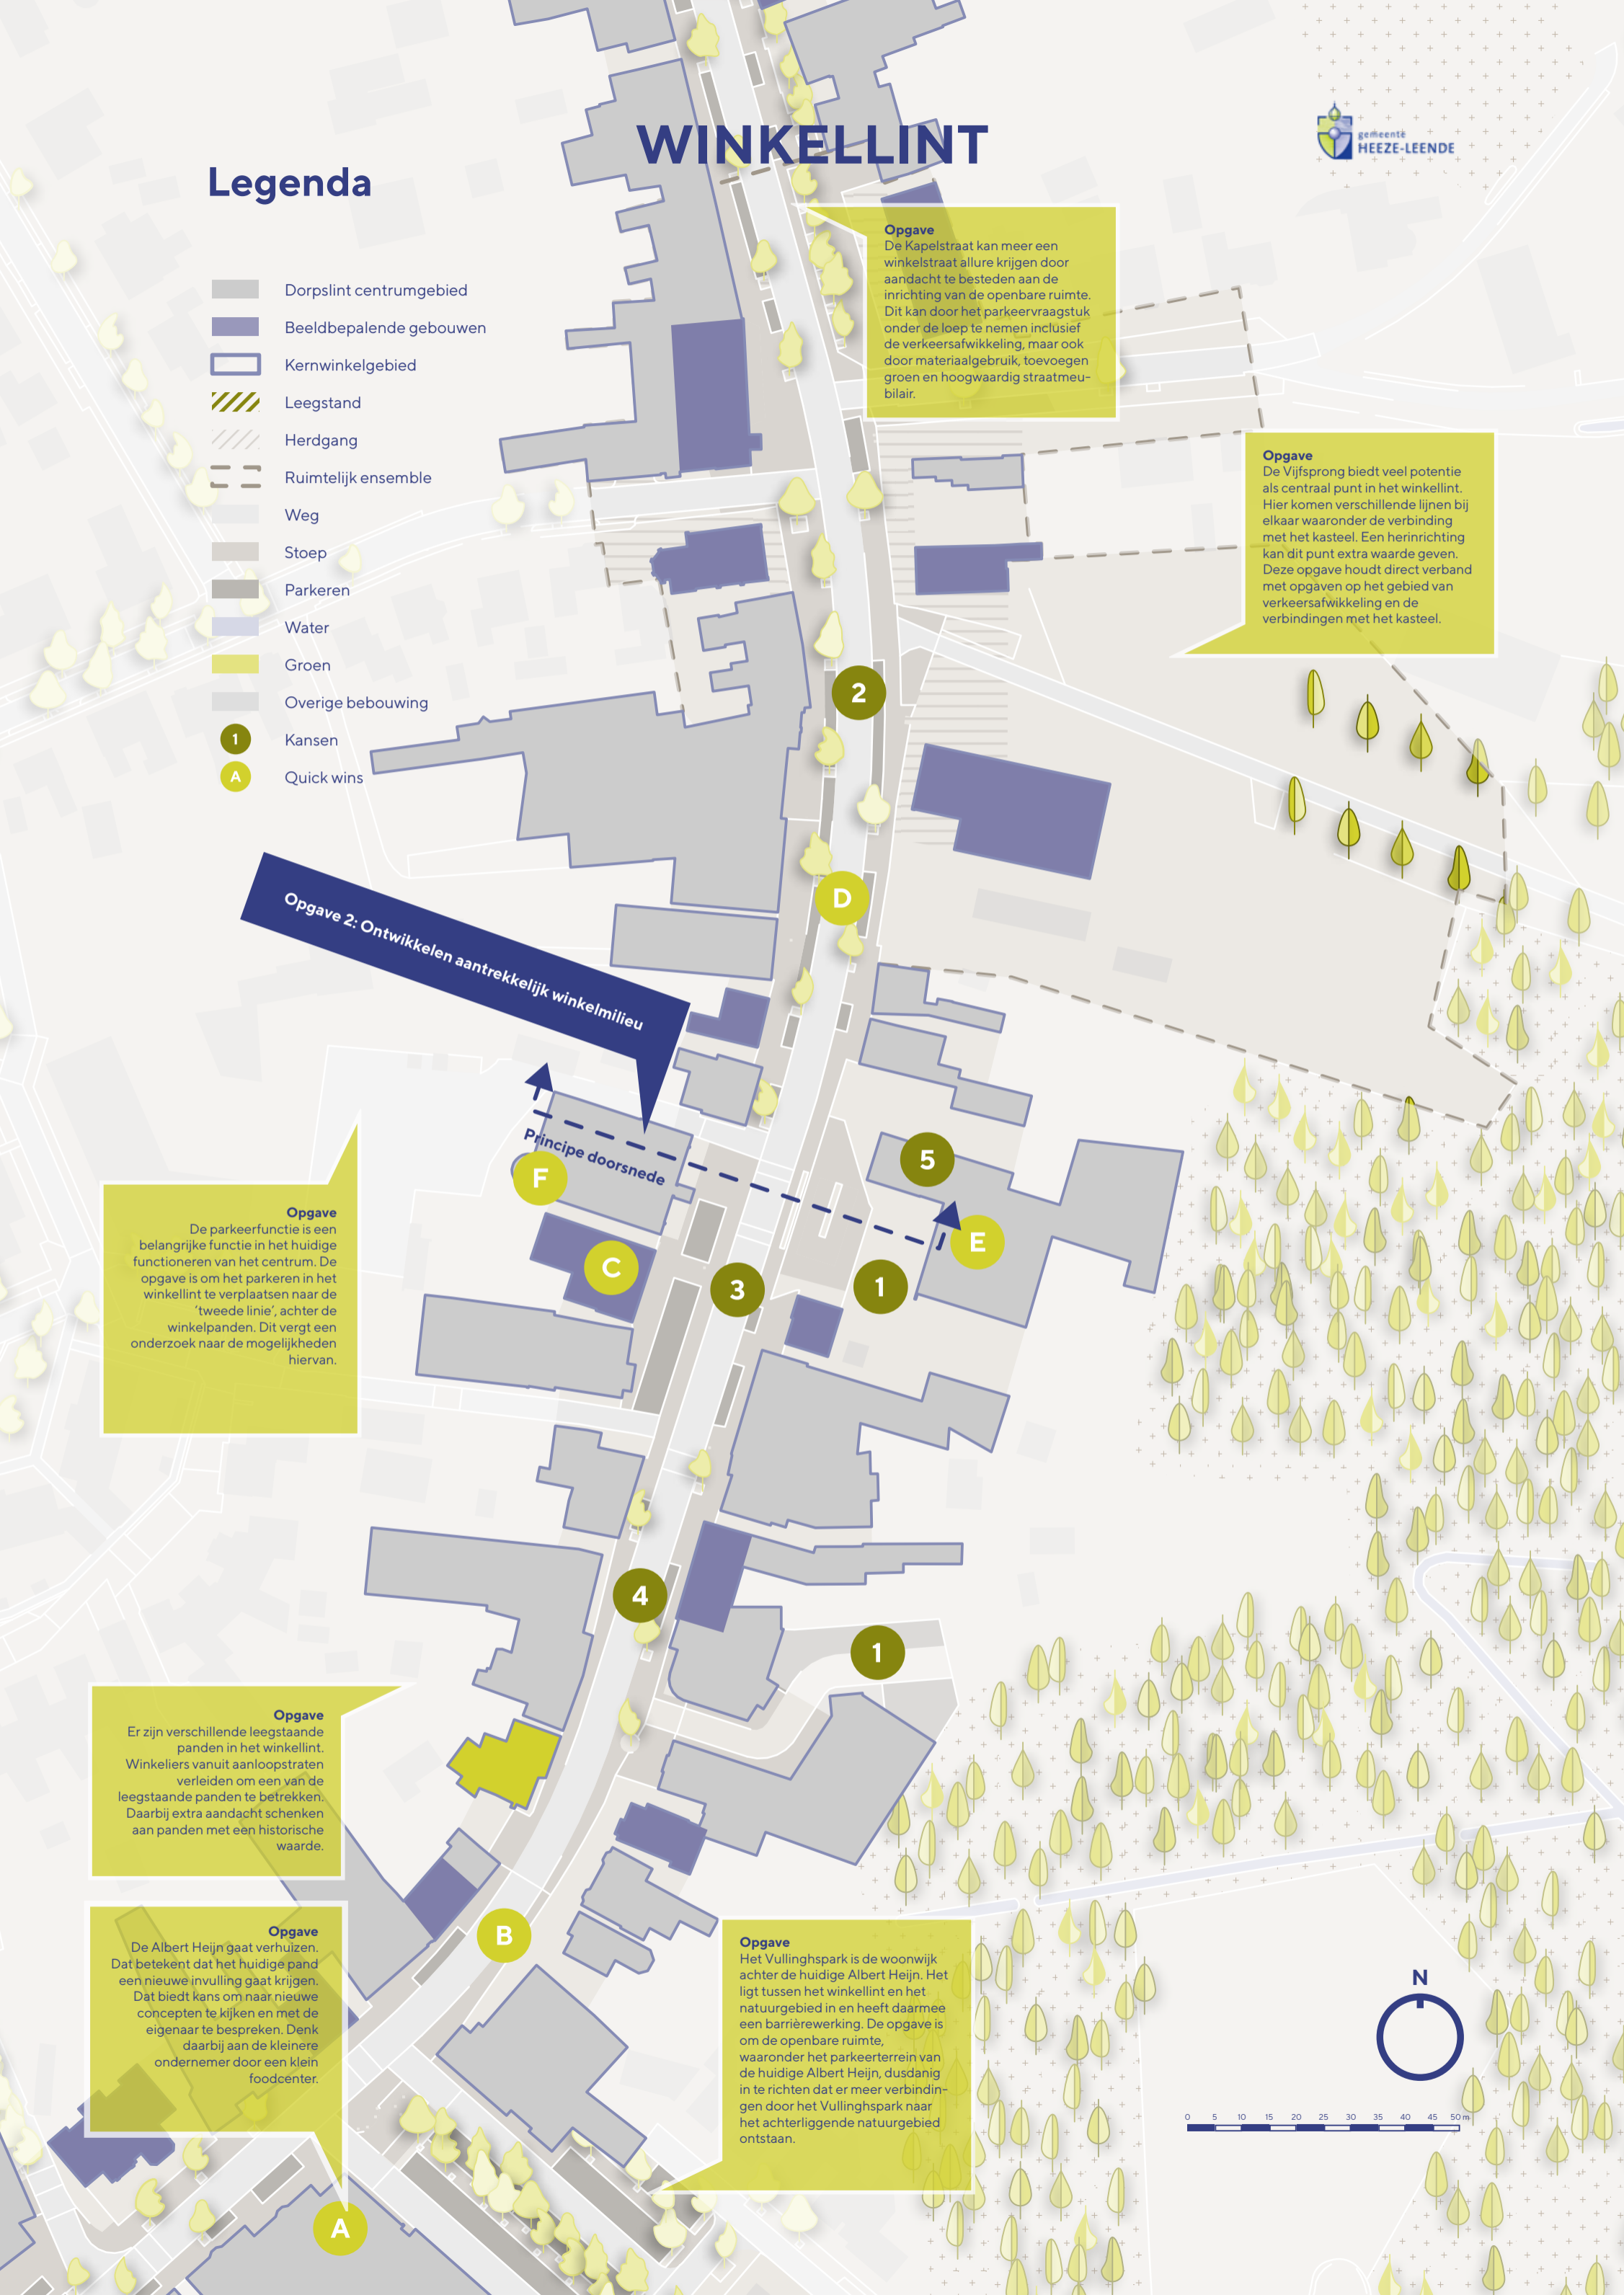 WINKELLINT
gemeente
HEEZE-LEENDE
Legenda
Dorpslint centrumgebied
Beeldbepalende gebouwen
Kernwinkelgebied
Leegstand
Herdgang
Ruimtelijk ensemble
Weg
Stoep
Parkeren
Water
Groen
Overige bebouwing
1 Kansen
A Quick wins
Opgave
De Kapelstraat kan meer een
winkelstraat allure krijgen door
aandacht te besteden aan de
inrichting van de openbare ruimte.
Dit kan door het parkeervraagstuk
onder de loep te nemen inclusief
de verkeersafwikkeling, maar ook
door materiaalgebruik, toevoegen
groen en hoogwaardig straatmeu-
bilair.
Opgave
De Vijfsprong biedt veel potentie
als centraal punt in het winkellint.
Hier komen verschillende lijnen bij
elkaar waaronder de verbinding
met het kasteel. Een herinrichting
kan dit punt extra waarde geven.
Deze opgave houdt direct verband
met opgaven op het gebied van
verkeersafwikkeling en de
verbindingen met het kasteel.
2
D
Opgave 2: Ontwikkelen aantrekkelijk winkelmilieu
Principe doorsnede
5
F
E
C
3
1
Opgave
De parkeerfunctie is een
belangrijke functie in het huidige
functioneren van het centrum. De
opgave is om het parkeren in het
winkellint te verplaatsen naar de
‘tweede linie’, achter de
winkelpanden. Dit vergt een
onderzoek naar de mogelijkheden
hiervan.
4
1
Opgave
Er zijn verschillende leegstaande
panden in het winkellint.
Winkeliers vanuit aanloopstraten
verleiden om een van de
leegstaande panden te betrekken.
Daarbij extra aandacht schenken
aan panden met een historische
waarde.
B
Opgave
De Albert Heijn gaat verhuizen.
Dat betekent dat het huidige pand
een nieuwe invulling gaat krijgen.
Dat biedt kans om naar nieuwe
concepten te kijken en met de
eigenaar te bespreken. Denk
daarbij aan de kleinere
ondernemer door een klein
foodcenter.
Opgave
Het Vullinghspark is de woonwijk
achter de huidige Albert Heijn. Het
ligt tussen het winkellint en het
natuurgebied in en heeft daarmee
een barrièrewerking. De opgave is
om de openbare ruimte,
waaronder het parkeerterrein van
de huidige Albert Heijn, dusdanig
in te richten dat er meer verbindin-
gen door het Vullinghspark naar
het achterliggende natuurgebied
ontstaan.
N
0 5 10 15 20 25 30 35 40 45 50 m
A